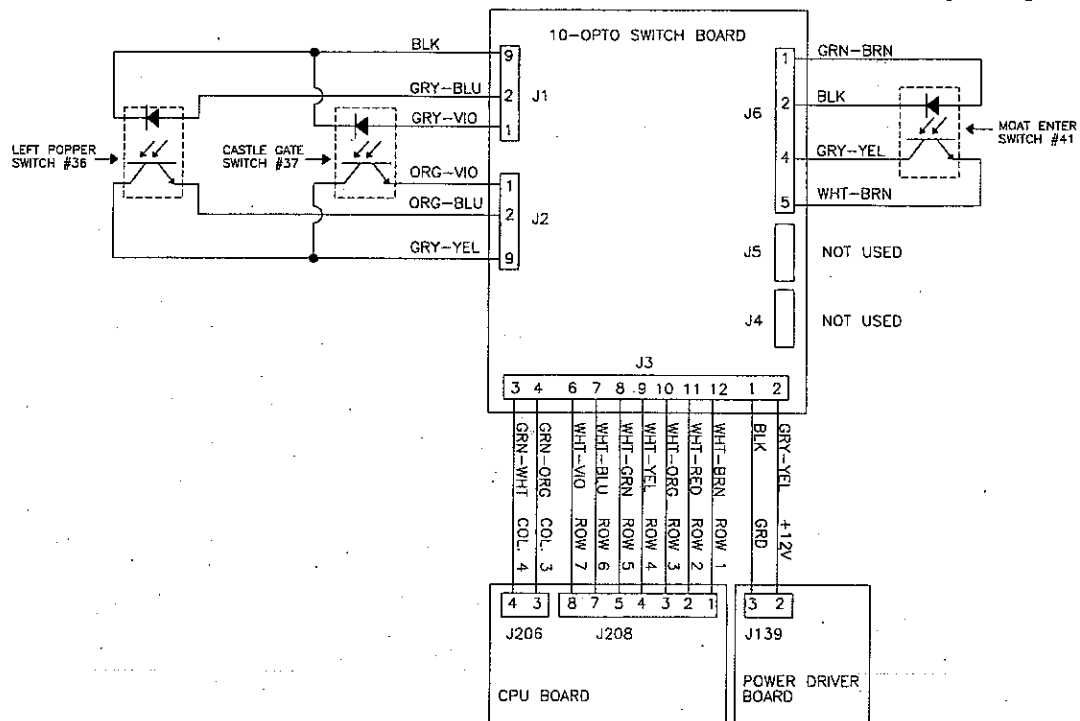 10-OPTO SWITCH BOARD
BLK
9
GRY-BLU
2
J1
GRY-VIO
1
ORG-VIO
1
ORG-BLU
2
J2
GRY-YEL
9
LEFT POPPER
SWITCH #36
CASTLE GATE
SWITCH #37
GRN-BRN
1
BLK
2
J6
GRY-YEL
4
WHT-BRN
5
MOAT ENTER
SWITCH #41
J5
NOT USED
J4
NOT USED
J3
3 4 6 7 8 9 10 11 12 1 2
GRN-WHT COL. 4
GRN-ORG COL. 3
WHT-VIO ROW 7
WHT-BLU ROW 6
WHT-GRN ROW 5
WHT-YEL ROW 4
WHT-ORG ROW 3
WHT-RED ROW 2
WHT-BRN ROW 1
BLK GRD
GRY-YEL +12V
4 3 8 7 5 4 3 2 1 3 2
J206
J208
J139
CPU BOARD
POWER DRIVER
BOARD